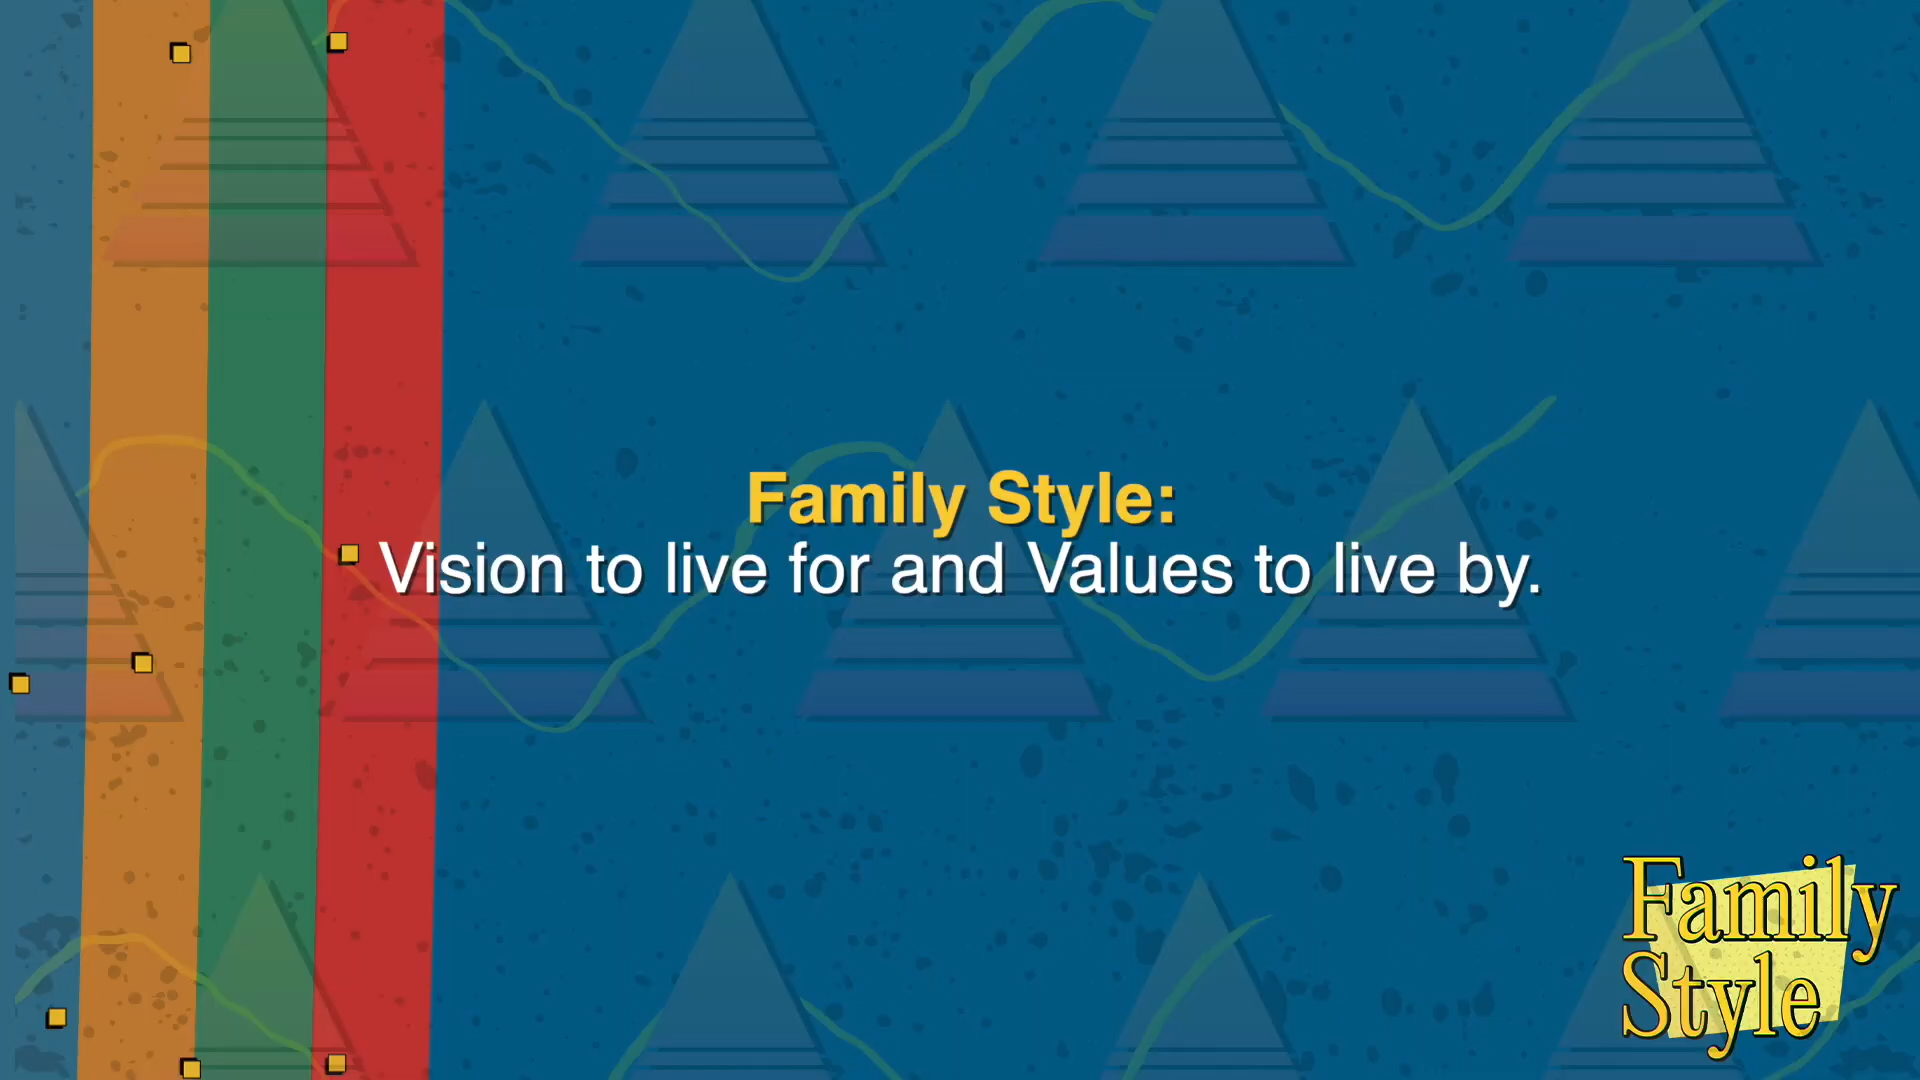 Family Style:
Vision to live for and Values to live by.
Family
Style